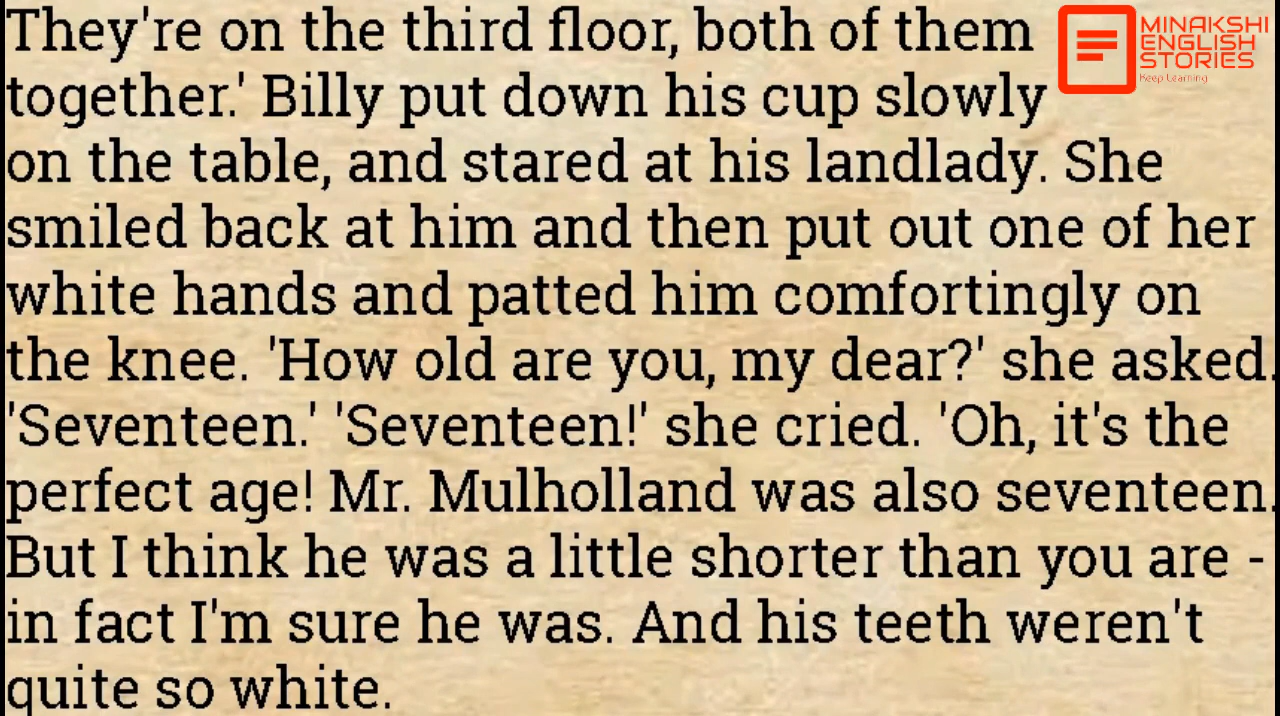 They're on the third floor, both of them
together.' Billy put down his cup slowly
on the table, and stared at his landlady. She
smiled back at him and then put out one of her
white hands and patted him comfortingly on
the knee. 'How old are you, my dear?' she asked.
'Seventeen.' 'Seventeen!' she cried. 'Oh, it's the
perfect age! Mr. Mulholland was also seventeen.
But I think he was a little shorter than you are -
in fact I'm sure he was. And his teeth weren't
quite so white.
MINAKSHI
ENGLISH
STORIES
Keep Learning